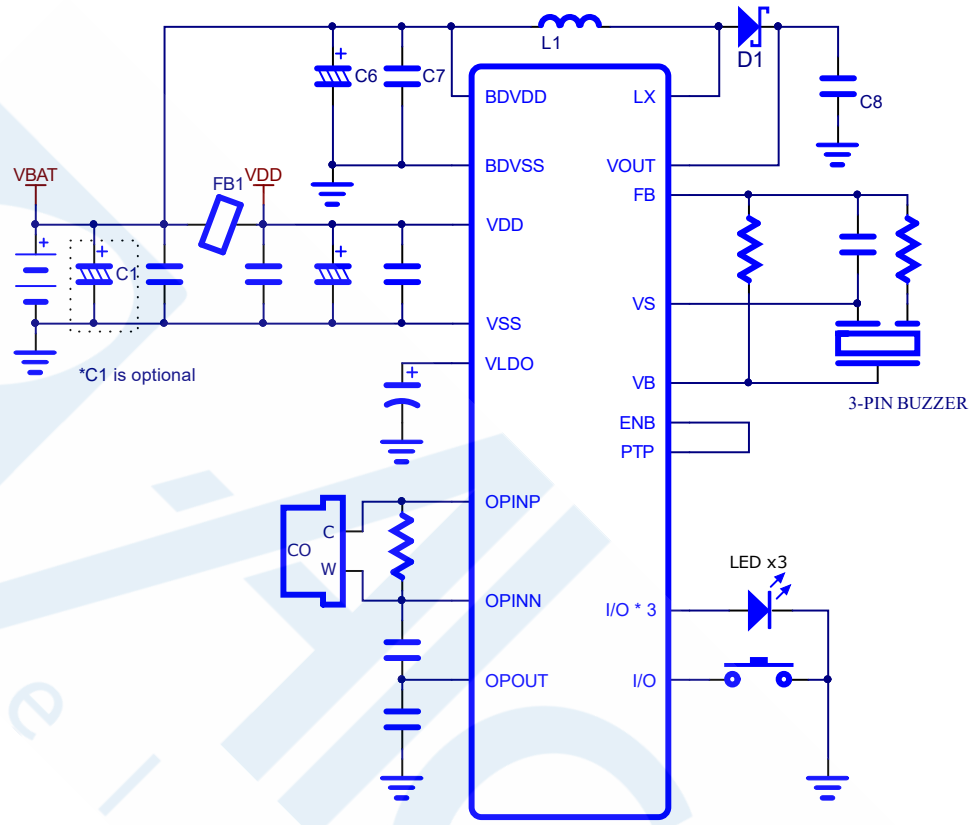 L1
D1
C6
C7
C8
BDVDD
LX
BDVSS
VOUT
VBAT
FB1
VDD
FB
+
+
+
+
+
VDD
C1
VS
VSS
*C1 is optional
VLDO
VB
3-PIN BUZZER
ENB
PTP
OPINP
C
CO
W
LED x3
OPINN
I/O * 3
OPOUT
I/O
e